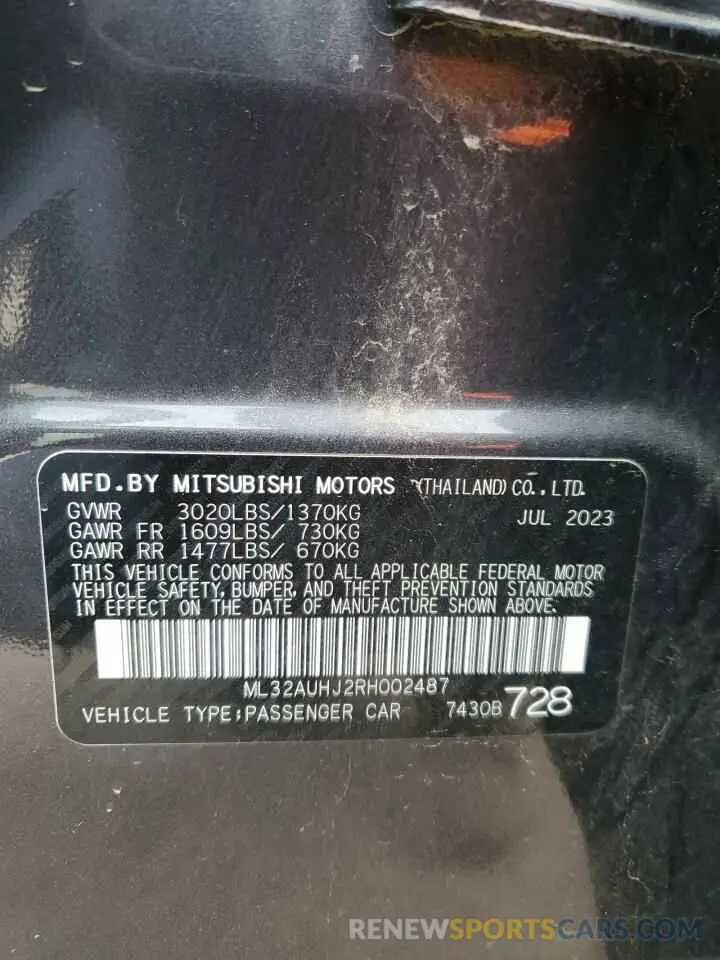 MFD.BY MITSUBISHI MOTORS (THAILAND) CO., LTD.
GVWR 3020LBS/1370KG JUL 2023
GAWR FR 1609LBS/ 730KG
GAWR RR 1477LBS/ 670KG
THIS VEHICLE CONFORMS TO ALL APPLICABLE FEDERAL MOTOR
VEHICLE SAFETY, BUMPER, AND THEFT PREVENTION STANDARDS
IN EFFECT ON THE DATE OF MANUFACTURE SHOWN ABOVE.
ML32AUHJ2RH002487
VEHICLE TYPE:PASSENGER CAR 7430B 728
RENEWSPORTSCARS.COM